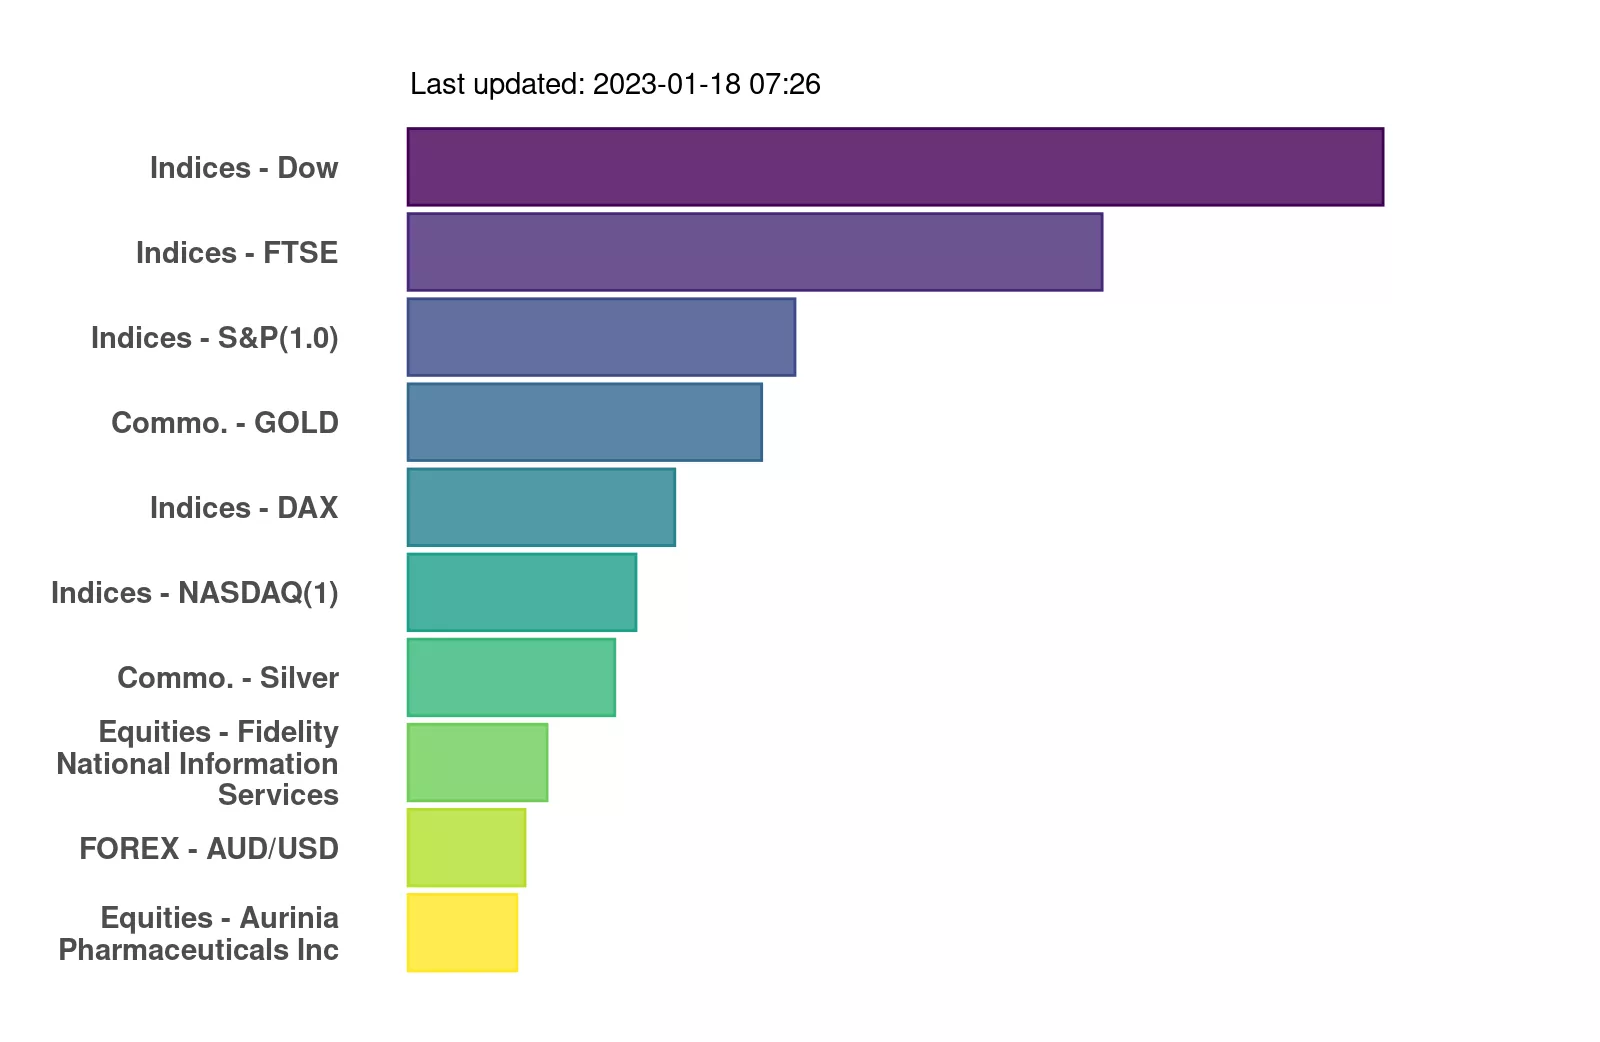 Last updated: 2023-01-18 07:26
Indices - Dow
Indices - FTSE
Indices - S&P(1.0)
Commo. - GOLD
Indices - DAX
Indices - NASDAQ(1)
Commo. - Silver
Equities - Fidelity
National Information
Services
FOREX - AUD/USD
Equities - Aurinia
Pharmaceuticals Inc